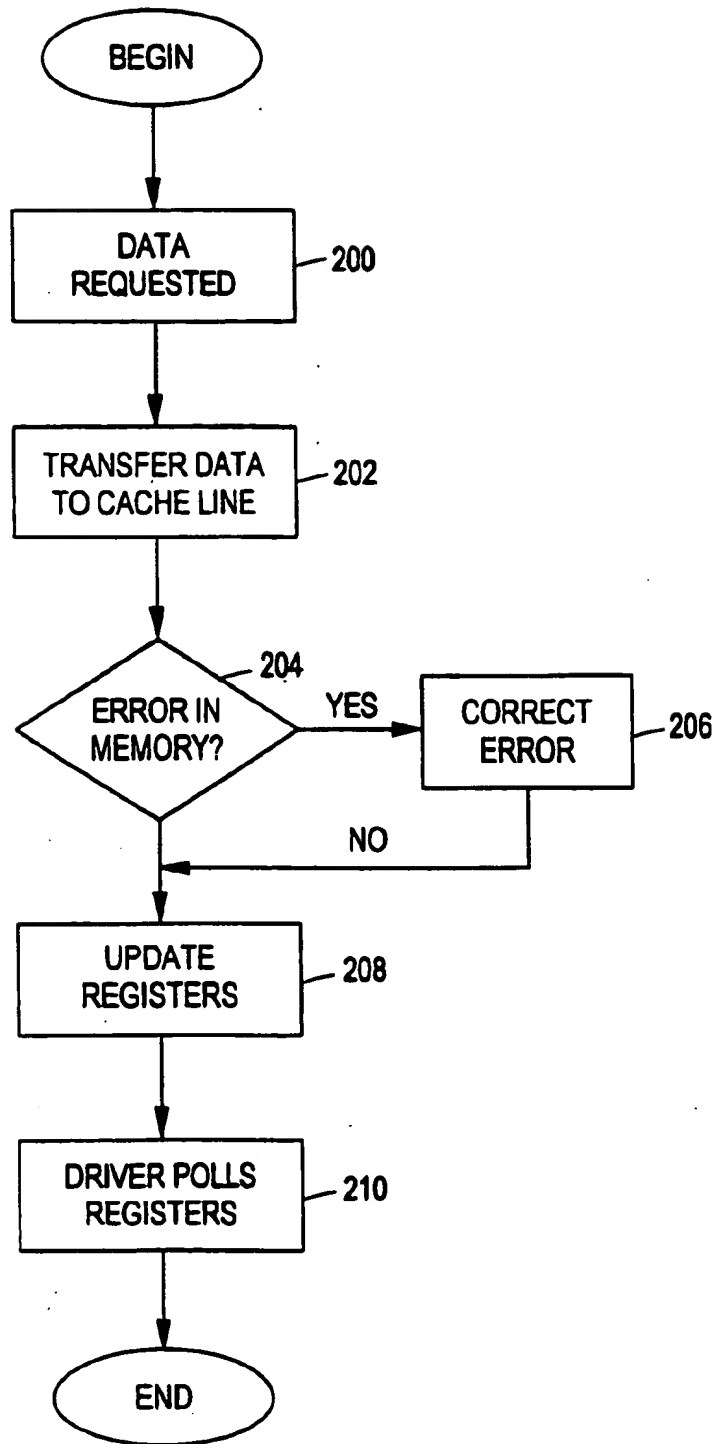 BEGIN
DATA
REQUESTED
200
TRANSFER DATA
TO CACHE LINE
202
204
ERROR IN
MEMORY?
YES
CORRECT
ERROR
206
NO
UPDATE
REGISTERS
208
DRIVER POLLS
REGISTERS
210
END